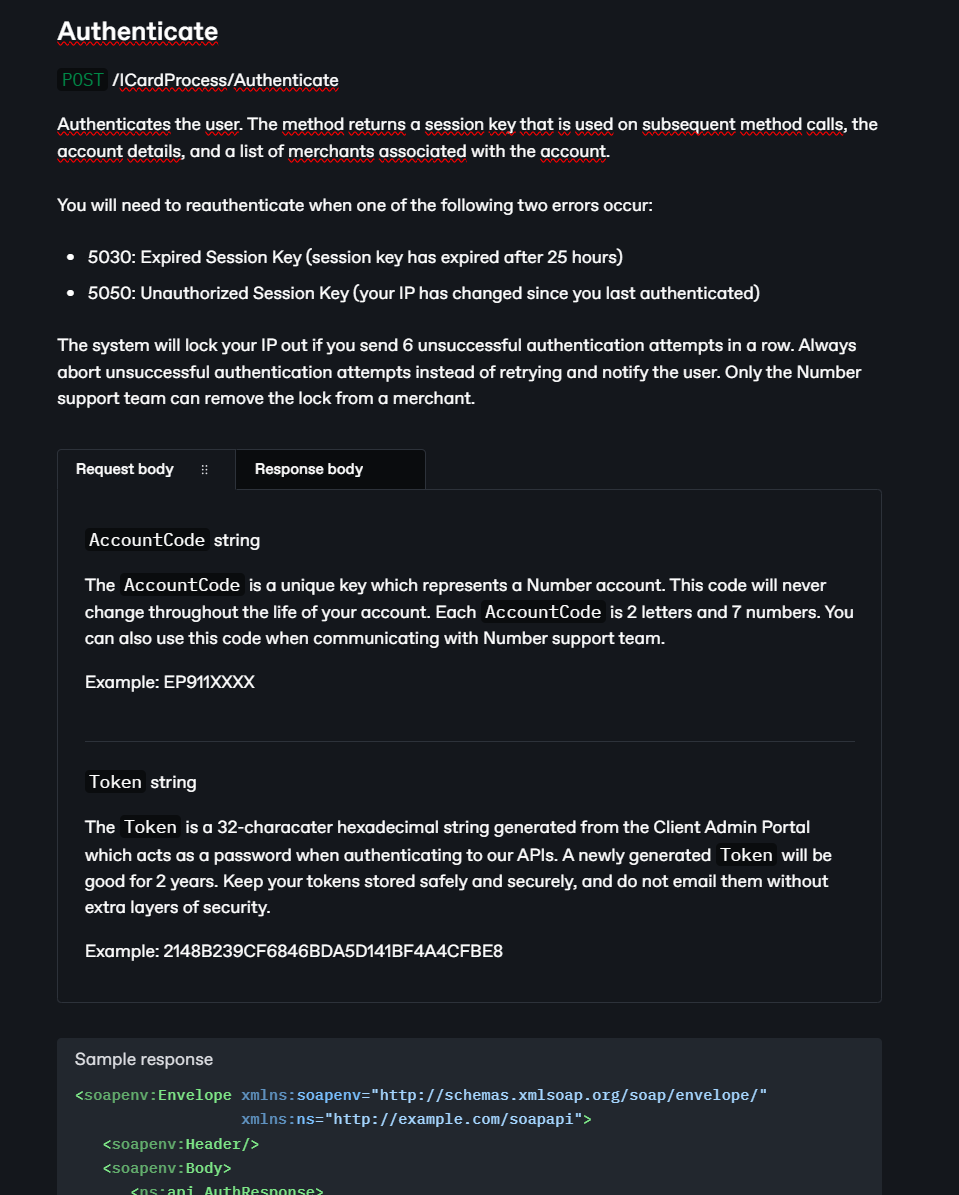 Authenticate
POST /ICardProcess/Authenticate
Authenticates the user. The method returns a session key that is used on subsequent method calls, the
account details, and a list of merchants associated with the account.
You will need to reauthenticate when one of the following two errors occur:
• 5030: Expired Session Key (session key has expired after 25 hours)
• 5050: Unauthorized Session Key (your IP has changed since you last authenticated)
The system will lock your IP out if you send 6 unsuccessful authentication attempts in a row. Always
abort unsuccessful authentication attempts instead of retrying and notify the user. Only the Number
support team can remove the lock from a merchant.
Request body
Response body
AccountCode string
The AccountCode is a unique key which represents a Number account. This code will never
change throughout the life of your account. Each AccountCode is 2 letters and 7 numbers. You
can also use this code when communicating with Number support team.
Example: EP911XXXX
Token string
The Token is a 32-characater hexadecimal string generated from the Client Admin Portal
which acts as a password when authenticating to our APIs. A newly generated Token will be
good for 2 years. Keep your tokens stored safely and securely, and do not email them without
extra layers of security.
Example: 2148B239CF6846BDA5D141BF4A4CFBE8
Sample response
<soapenv:Envelope xmlns:soapenv="http://schemas.xmlsoap.org/soap/envelope/"
xmlns:ns="http://example.com/soapapi">
<soapenv:Header/>
<soapenv:Body>
<ns:api_AuthResponse>